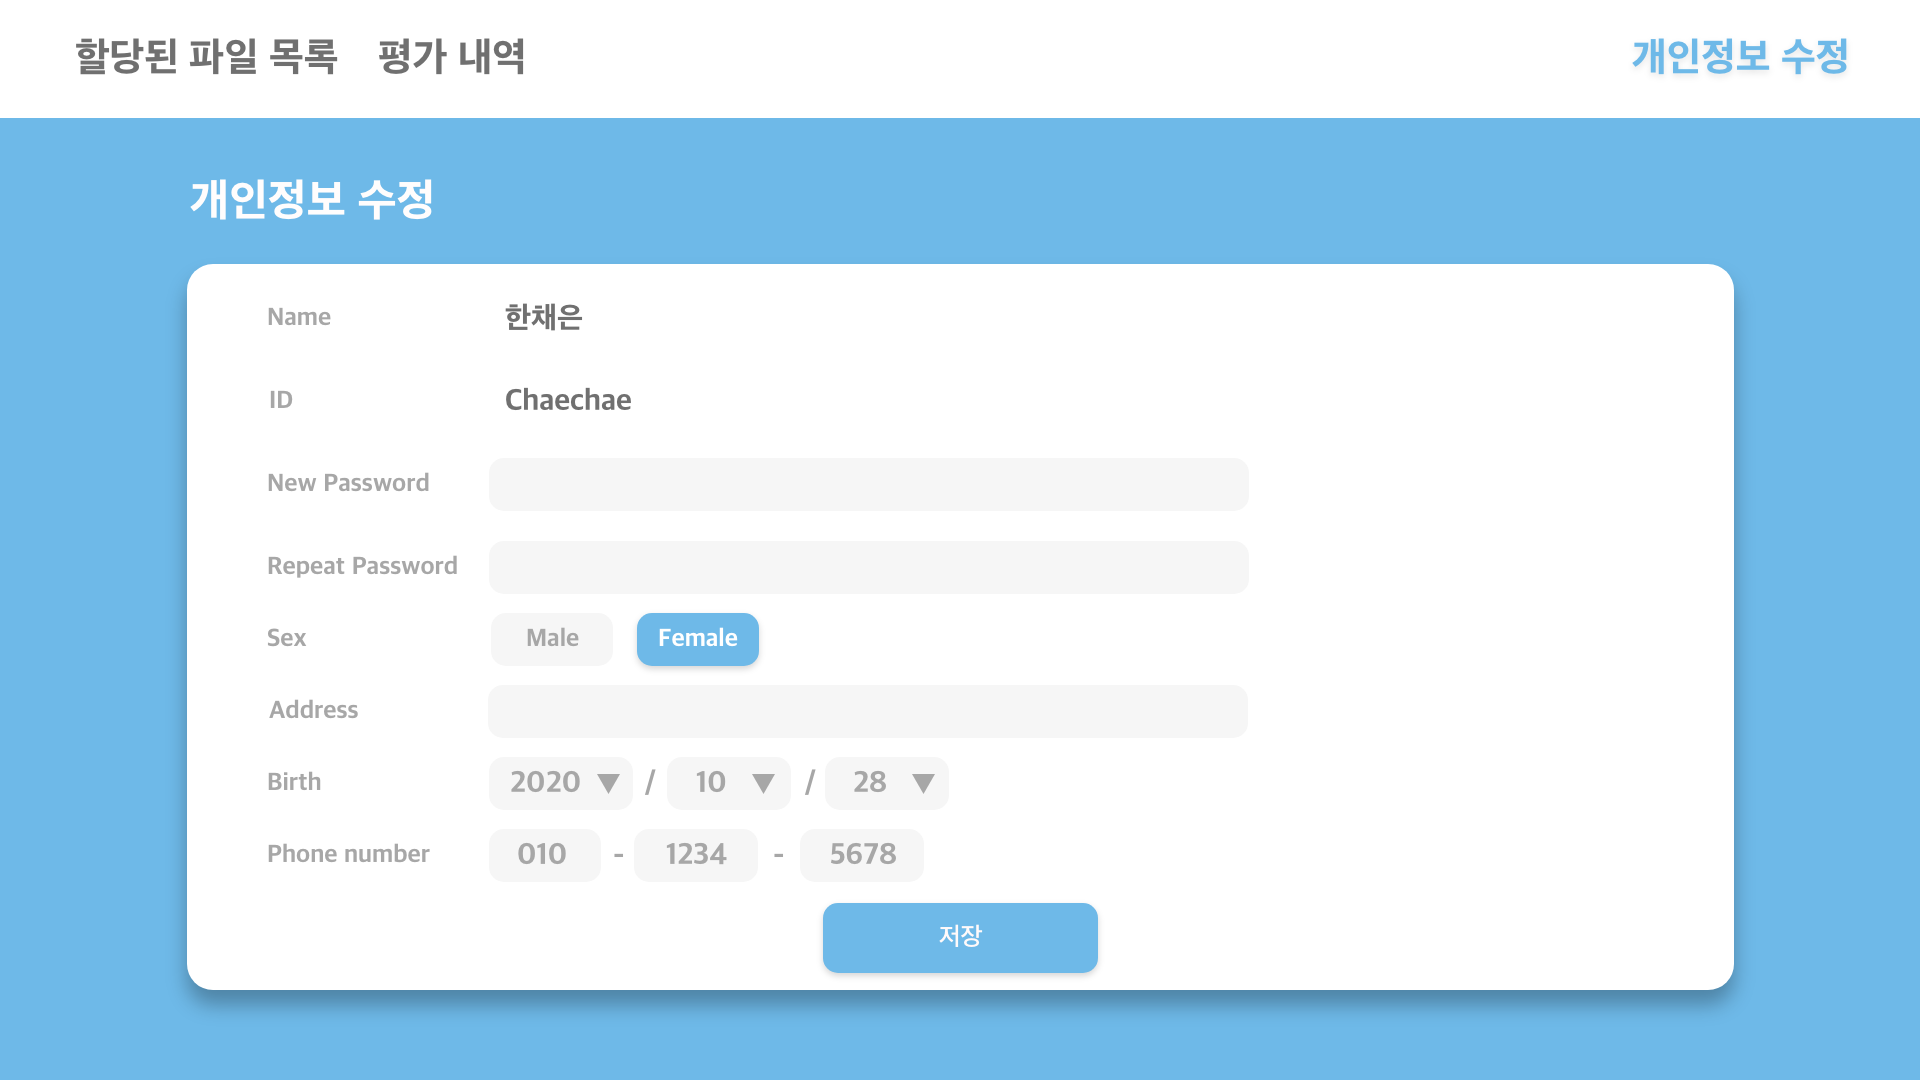 할당된 파일 목록 평가 내역 개인정보 수정
개인정보 수정
Name 한채은
ID Chaechae
New Password
Repeat Password
Sex Male Female
Address
Birth 2020 ▼ / 10 ▼ / 28 ▼
Phone number 010 - 1234 - 5678
저장